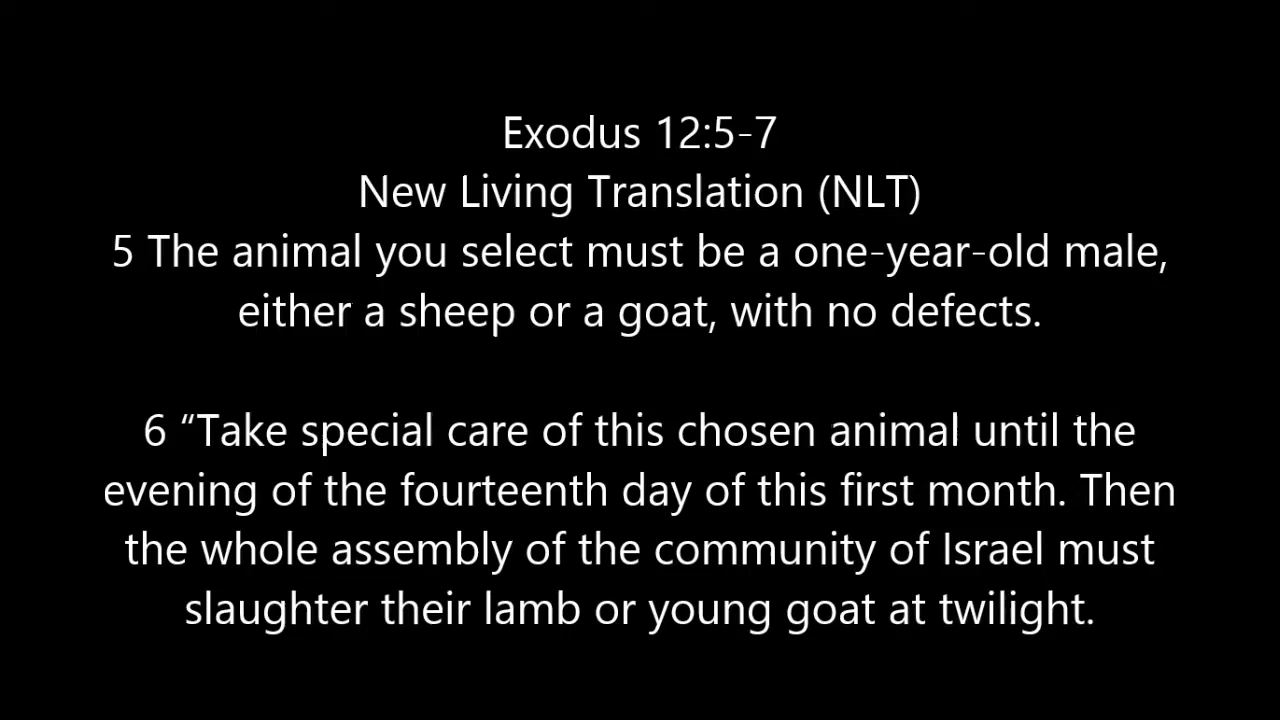 Exodus 12:5-7
New Living Translation (NLT)
5 The animal you select must be a one-year-old male,
either a sheep or a goat, with no defects.
6 “Take special care of this chosen animal until the
evening of the fourteenth day of this first month. Then
the whole assembly of the community of Israel must
slaughter their lamb or young goat at twilight.